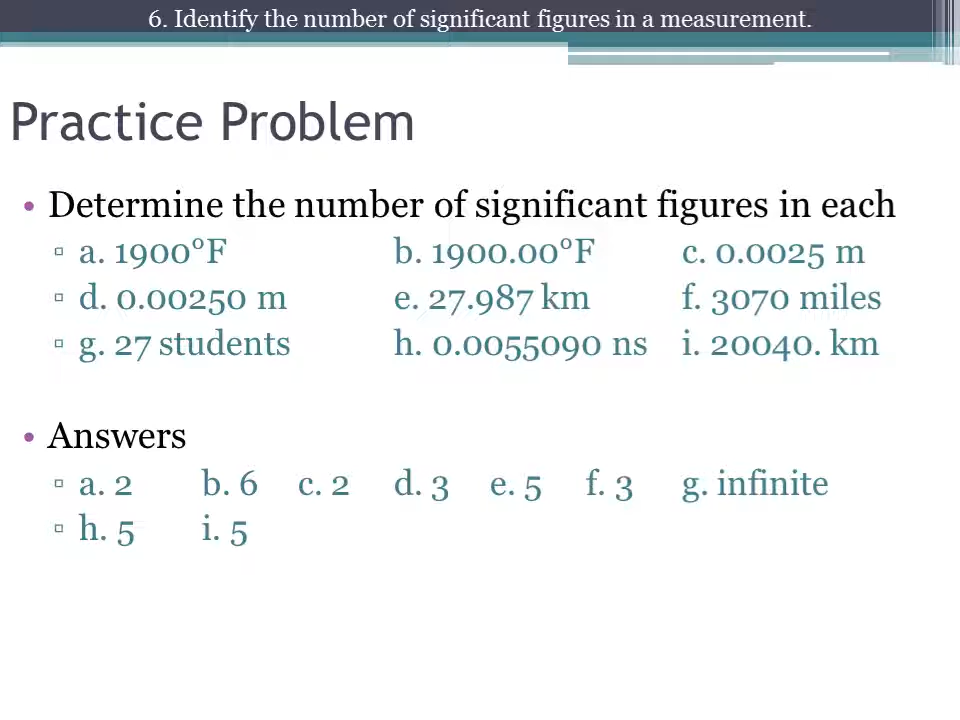 6. Identify the number of significant figures in a measurement.
Practice Problem
• Determine the number of significant figures in each
▫ a. 1900°F b. 1900.00°F c. 0.0025 m
▫ d. 0.00250 m e. 27.987 km f. 3070 miles
▫ g. 27 students h. 0.0055090 ns i. 20040. km
• Answers
▫ a. 2 b. 6 c. 2 d. 3 e. 5 f. 3 g. infinite
▫ h. 5 i. 5